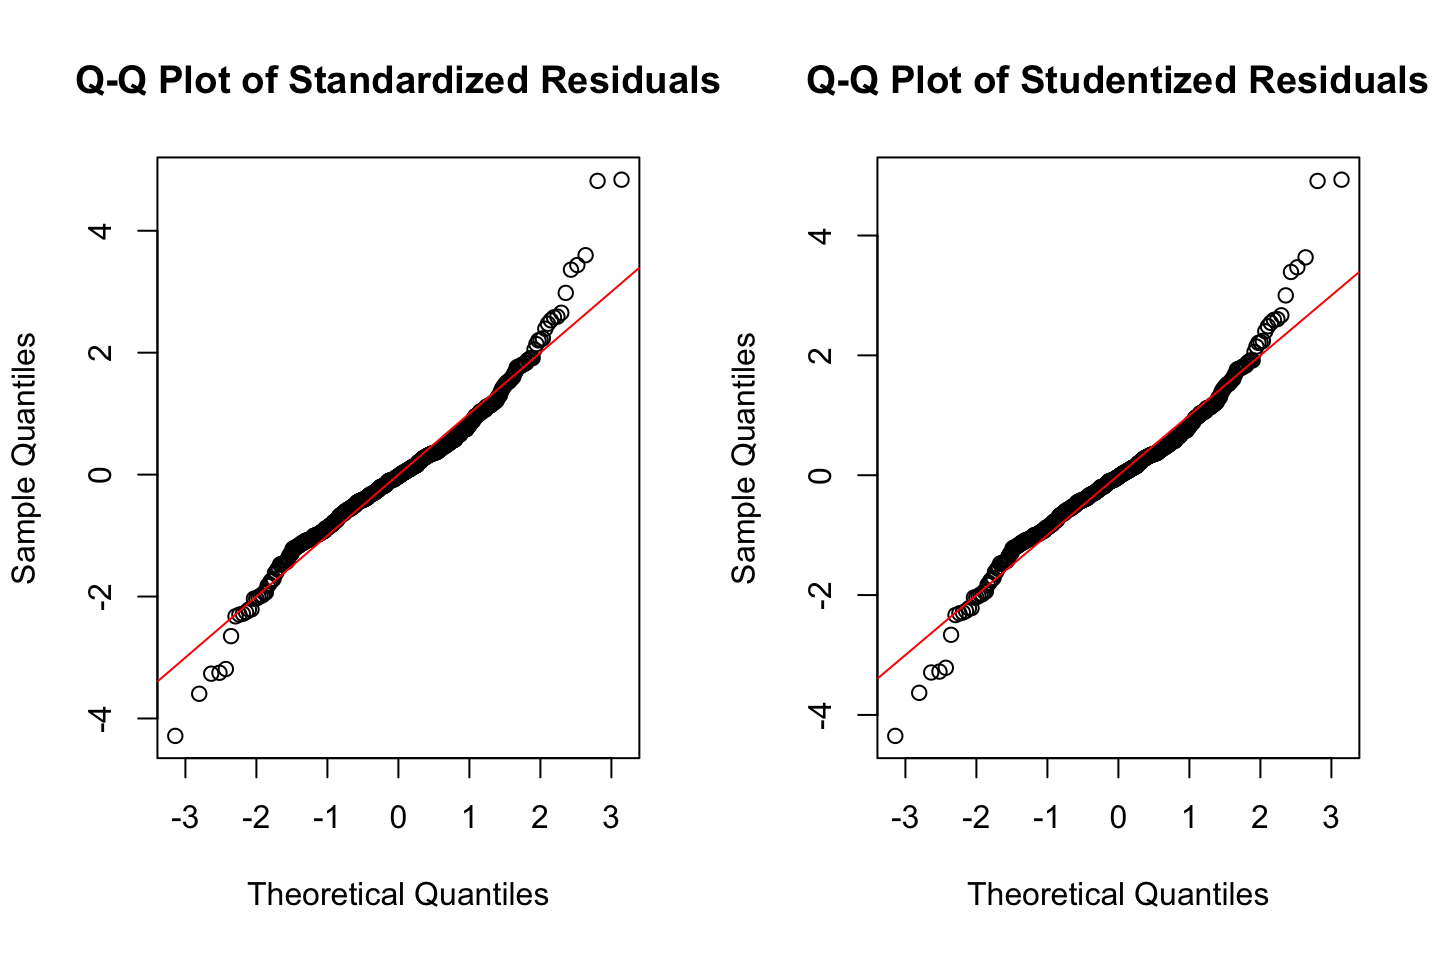 Q-Q Plot of Standardized Residuals
Sample Quantiles
4
2
0
-2
-4
-3 -2 -1 0 1 2 3
Theoretical Quantiles
Q-Q Plot of Studentized Residuals
Sample Quantiles
4
2
0
-2
-4
-3 -2 -1 0 1 2 3
Theoretical Quantiles